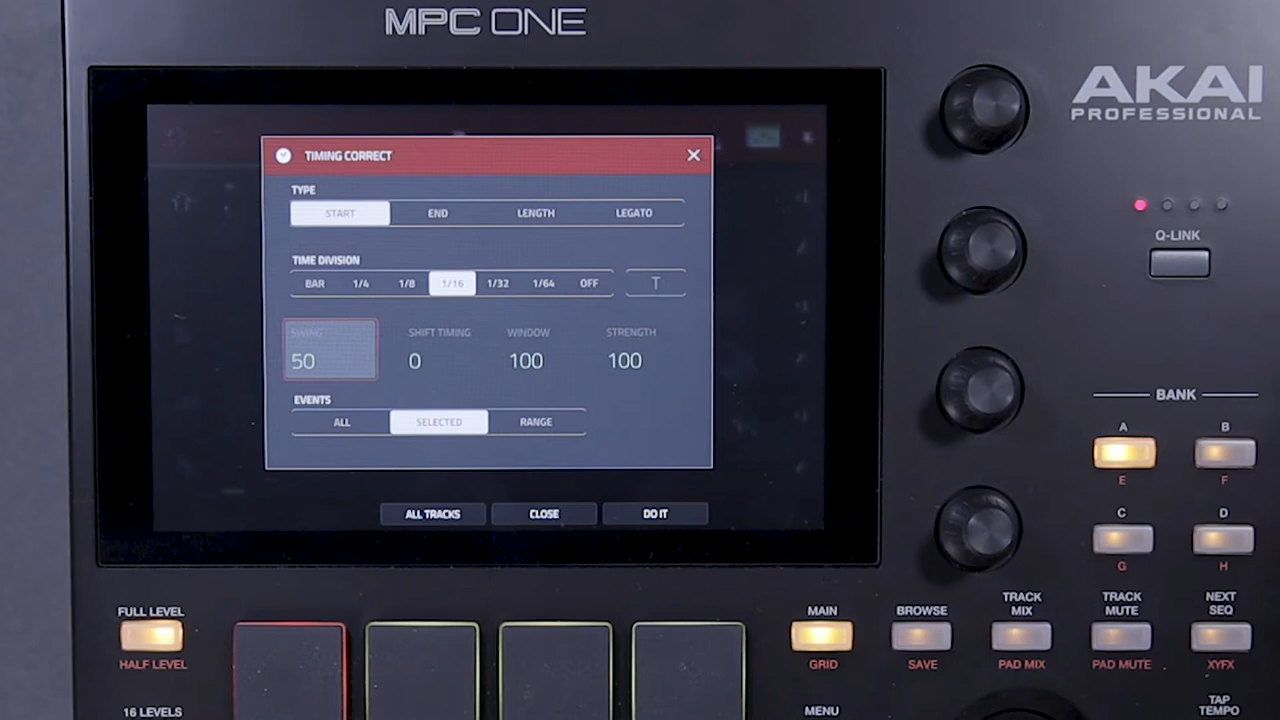 MPC ONE
AKAI
PROFESSIONAL
TIMING CORRECT
TYPE
START END LENGTH LEGATO
TIME DIVISION
BAR 1/4 1/8 1/16 1/32 1/64 OFF T
SWING SHIFT TIMING WINDOW STRENGTH
50 0 100 100
EVENTS
ALL SELECTED RANGE
ALL TRACKS CLOSE DO IT
Q-LINK
BANK
A B
E F
C D
G H
FULL LEVEL
HALF LEVEL
16 LEVELS
MAIN
GRID
BROWSE
SAVE
TRACK
MIX
PAD MIX
TRACK
MUTE
PAD MUTE
NEXT
SEQ
XYFX
MENU
TAP
TEMPO